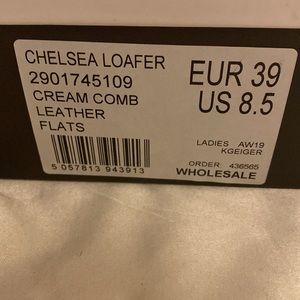 CHELSEA LOAFER
2901745109
CREAM COMB
LEATHER
FLATS
EUR 39
US 8.5
5 057813 943913
LADIES AW19
KGEIGER
ORDER: 436565
WHOLESALE